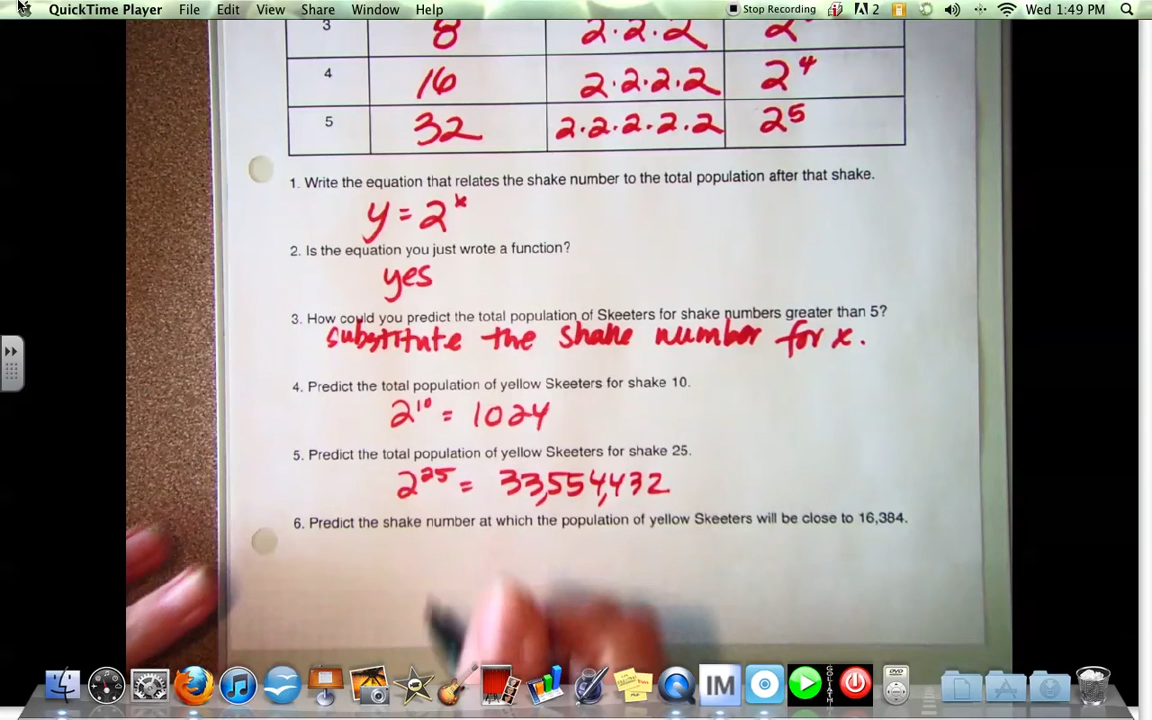 QuickTime Player File Edit View Share Window Help Stop Recording 2 Wed 1:49 PM
3 8 2·2·2 2
4 16 2·2·2·2 2⁴
5 32 2·2·2·2·2 2⁵
1. Write the equation that relates the shake number to the total population after that shake.
y = 2ˣ
2. Is the equation you just wrote a function?
yes
3. How could you predict the total population of Skeeters for shake numbers greater than 5?
substitute the shake number for x.
4. Predict the total population of yellow Skeeters for shake 10.
2¹⁰ = 1024
5. Predict the total population of yellow Skeeters for shake 25.
2²⁵ = 33,554,432
6. Predict the shake number at which the population of yellow Skeeters will be close to 16,384.
IM